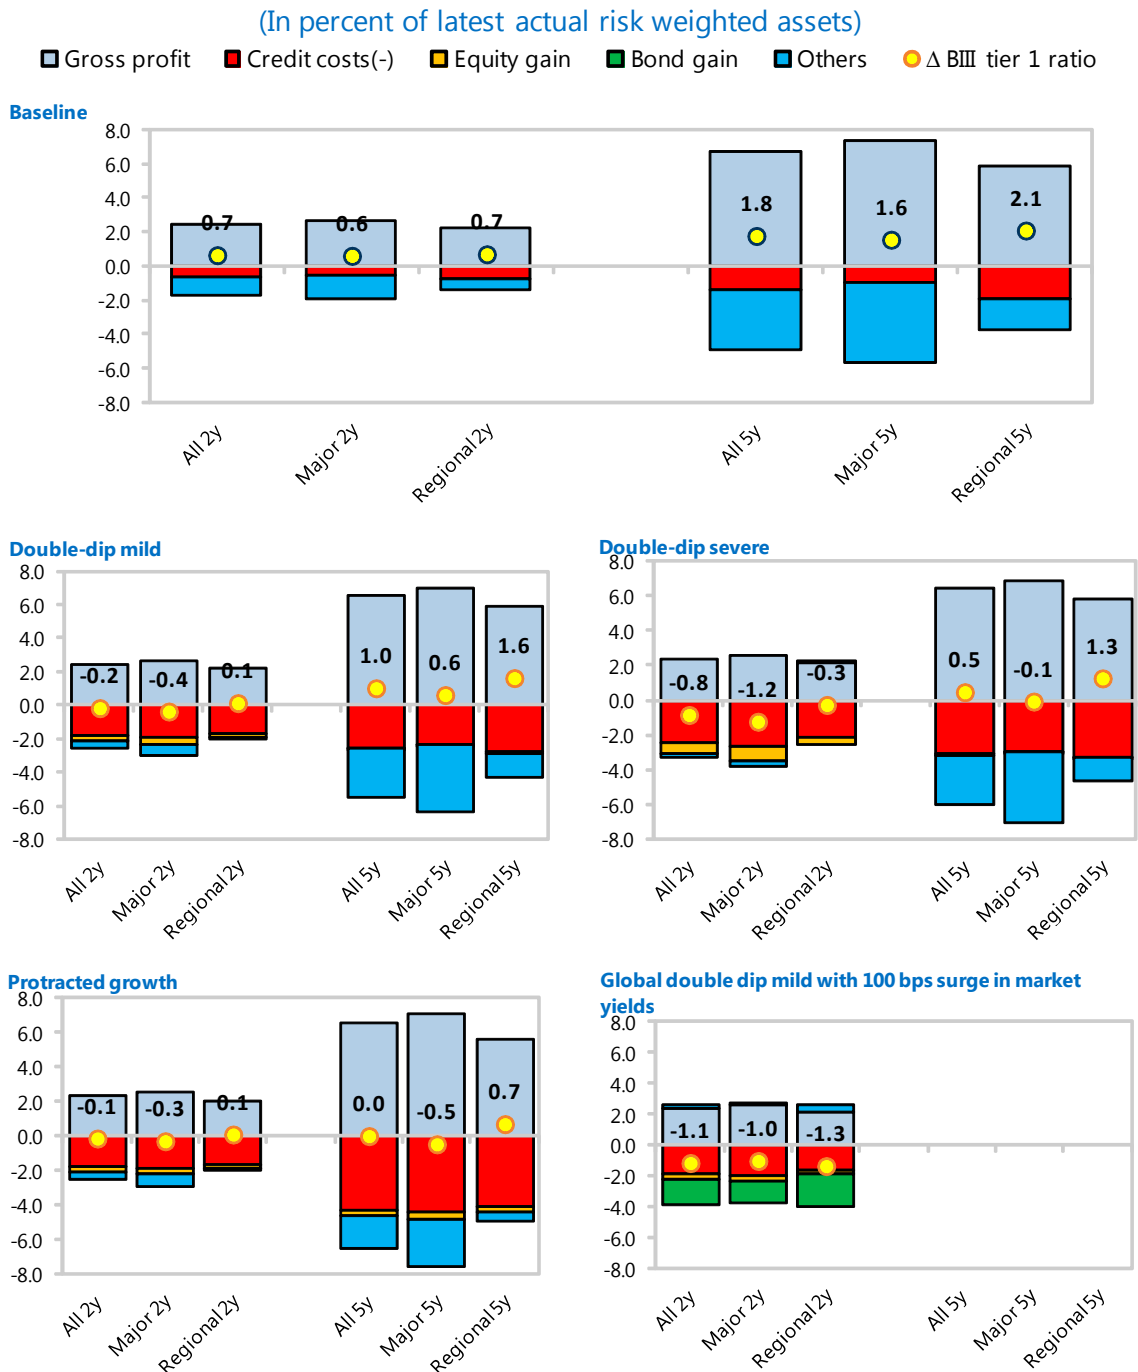 (In percent of latest actual risk weighted assets)
Gross profit Credit costs(-) Equity gain Bond gain Others Δ BⅢ tier 1 ratio
Baseline
8.0
6.0
4.0
2.0
0.0
-2.0
-4.0
-6.0
-8.0
0.7 0.6 0.7 1.8 1.6 2.1
All 2y Major 2y Regional 2y All 5y Major 5y Regional 5y
Double-dip mild
8.0
6.0
4.0
2.0
0.0
-2.0
-4.0
-6.0
-8.0
-0.2 -0.4 0.1 1.0 0.6 1.6
All 2y Major 2y Regional 2y All 5y Major 5y Regional 5y
Double-dip severe
8.0
6.0
4.0
2.0
0.0
-2.0
-4.0
-6.0
-8.0
-0.8 -1.2 -0.3 0.5 -0.1 1.3
All 2y Major 2y Regional 2y All 5y Major 5y Regional 5y
Protracted growth
8.0
6.0
4.0
2.0
0.0
-2.0
-4.0
-6.0
-8.0
-0.1 -0.3 0.1 0.0 -0.5 0.7
All 2y Major 2y Regional 2y All 5y Major 5y Regional 5y
Global double dip mild with 100 bps surge in market
yields
8.0
6.0
4.0
2.0
0.0
-2.0
-4.0
-6.0
-8.0
-1.1 -1.0 -1.3
All 2y Major 2y Regional 2y All 5y Major 5y Regional 5y